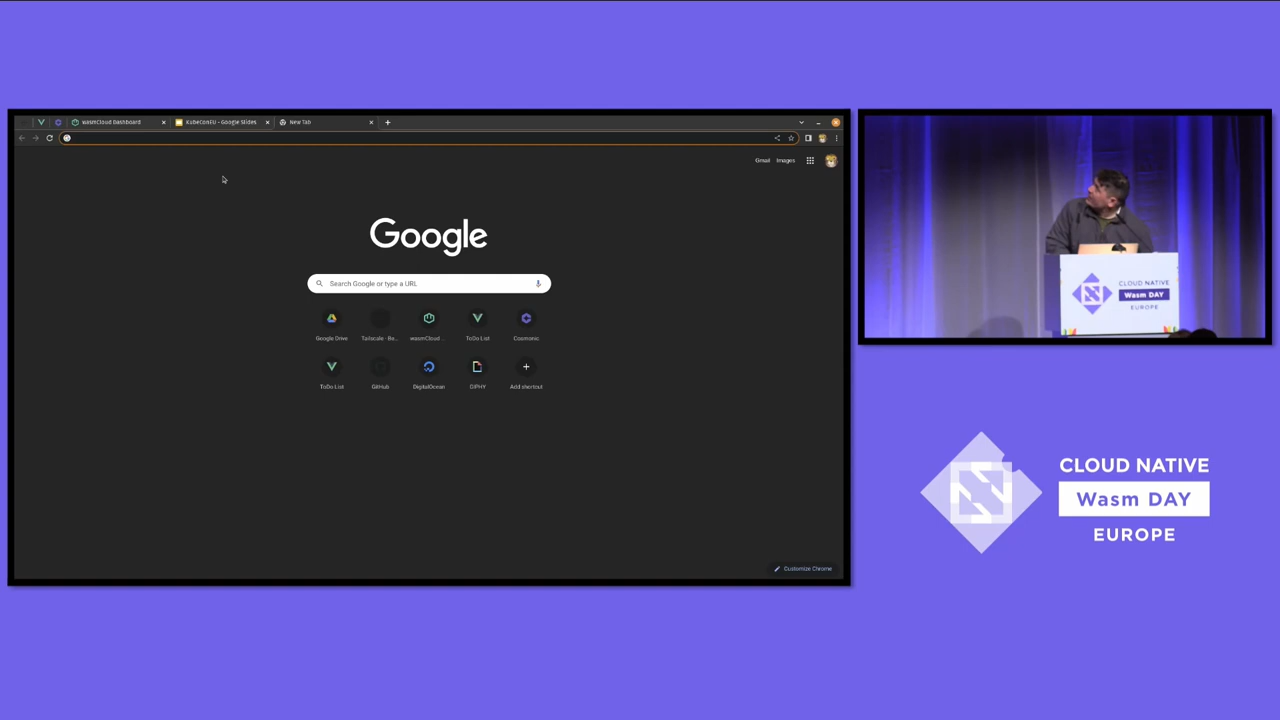 wasmCloud Dashboard
KubeConEU - Google Slides
New Tab
Gmail
Images
Google
Search Google or type a URL
Google Drive
Tailscale · Bo...
wasmCloud ...
ToDo List
Cosmonic
ToDo List
GitHub
DigitalOcean
GIPHY
Add shortcut
Customize Chrome
CLOUD NATIVE
Wasm DAY
EUROPE
CLOUD NATIVE
Wasm DAY
EUROPE